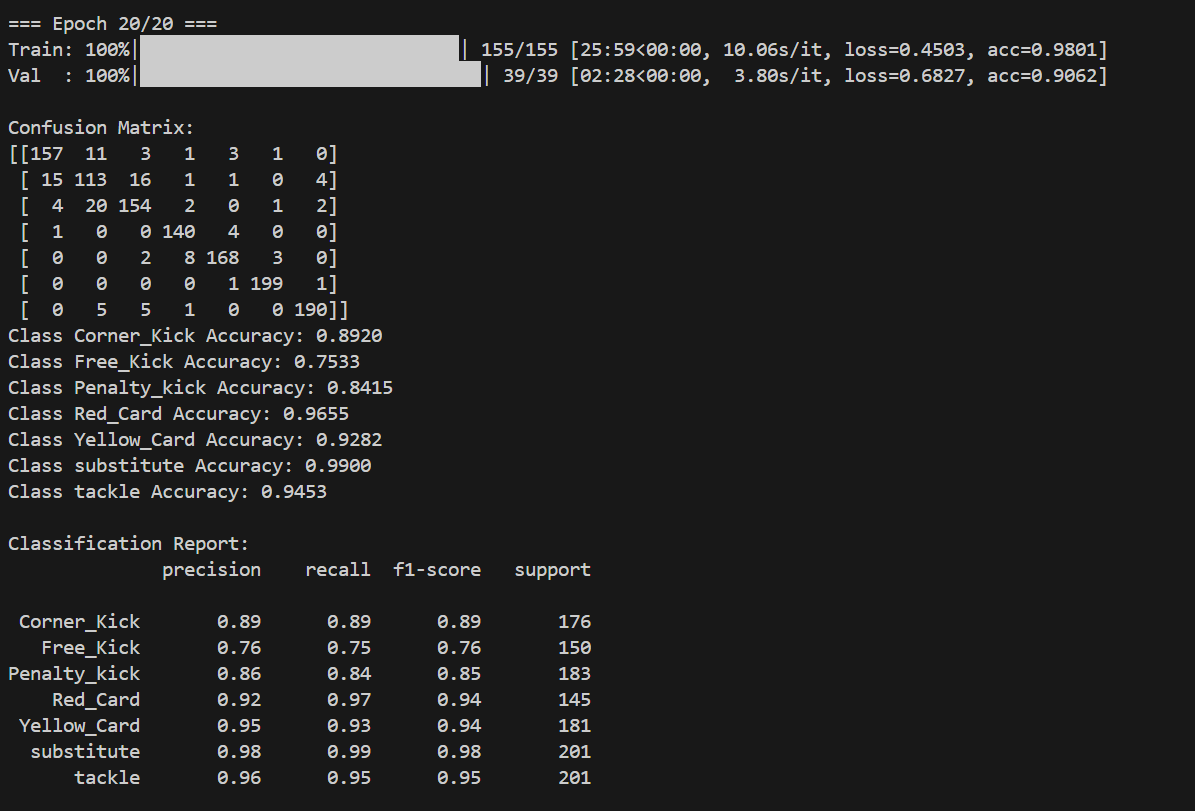 === Epoch 20/20 ===
Train: 100%|██████████| 155/155 [25:59<00:00, 10.06s/it, loss=0.4503, acc=0.9801]
Val  : 100%|██████████| 39/39 [02:28<00:00,  3.80s/it, loss=0.6827, acc=0.9062]
Confusion Matrix:
[[157  11   3   1   3   1   0]
 [ 15 113  16   1   1   0   4]
 [  4  20 154   2   0   1   2]
 [  1   0   0 140   4   0   0]
 [  0   0   2   8 168   3   0]
 [  0   0   0   0   1 199   1]
 [  0   5   5   1   0   0 190]]
Class Corner_Kick Accuracy: 0.8920
Class Free_Kick Accuracy: 0.7533
Class Penalty_kick Accuracy: 0.8415
Class Red_Card Accuracy: 0.9655
Class Yellow_Card Accuracy: 0.9282
Class substitute Accuracy: 0.9900
Class tackle Accuracy: 0.9453
Classification Report:
              precision    recall  f1-score   support
 Corner_Kick       0.89      0.89      0.89       176
   Free_Kick       0.76      0.75      0.76       150
Penalty_kick       0.86      0.84      0.85       183
    Red_Card       0.92      0.97      0.94       145
 Yellow_Card       0.95      0.93      0.94       181
  substitute       0.98      0.99      0.98       201
      tackle       0.96      0.95      0.95       201